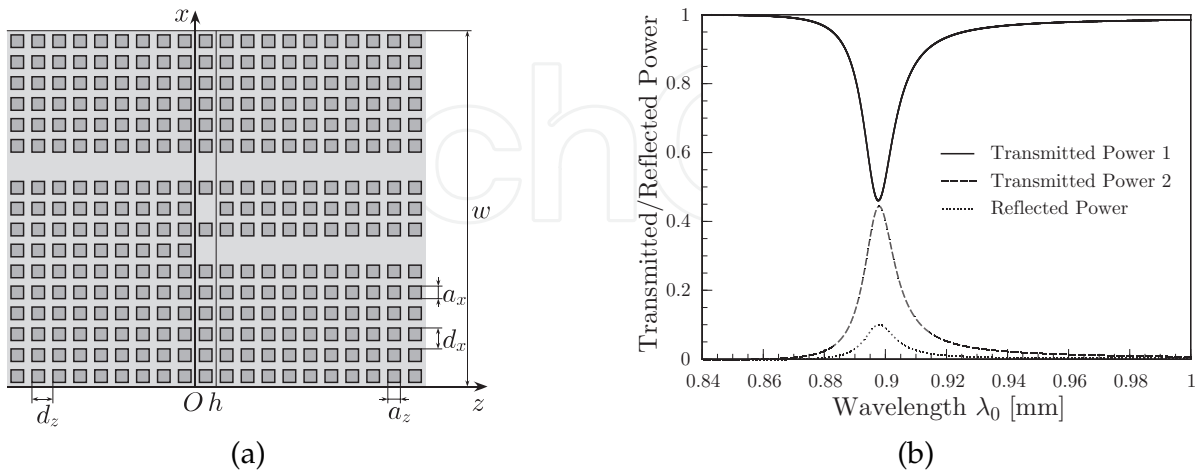 x
w
a_x
d_x
d_z
O h
a_z
z
(a)
Transmitted/Reflected Power
1
0.8
0.6
0.4
0.2
0
Transmitted Power 1
Transmitted Power 2
Reflected Power
0.84 0.86 0.88 0.9 0.92 0.94 0.96 0.98 1
Wavelength λ₀ [mm]
(b)
ch